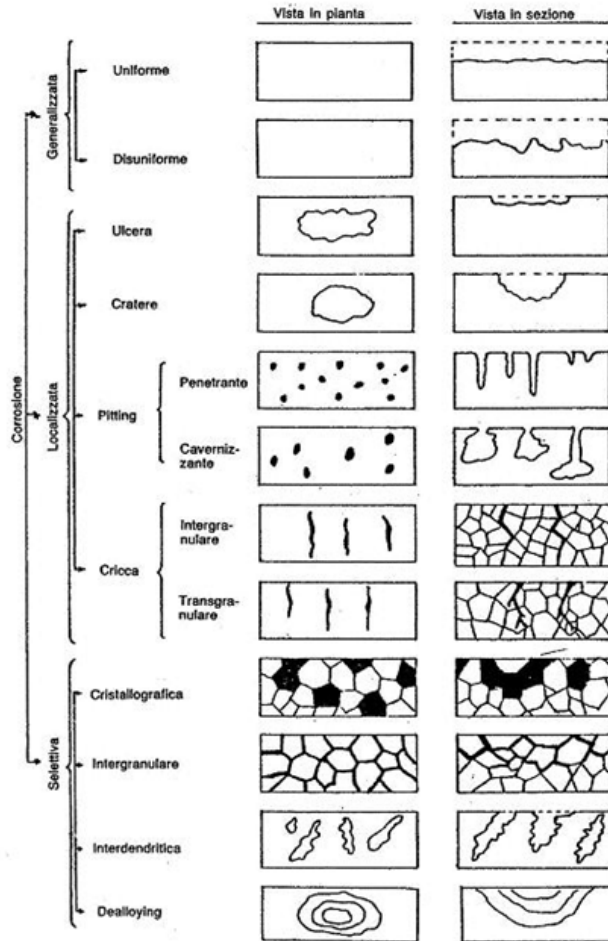 Vista in pianta
Vista in sezione
Corrosione
Generalizzata
Uniforme
Disuniforme
Localizzata
Ulcera
Cratere
Pitting
Penetrante
Caverniz-
zante
Cricca
Intergra-
nulare
Transgra-
nulare
Selettiva
Cristallografica
Intergranulare
Interdendritica
Dealloying